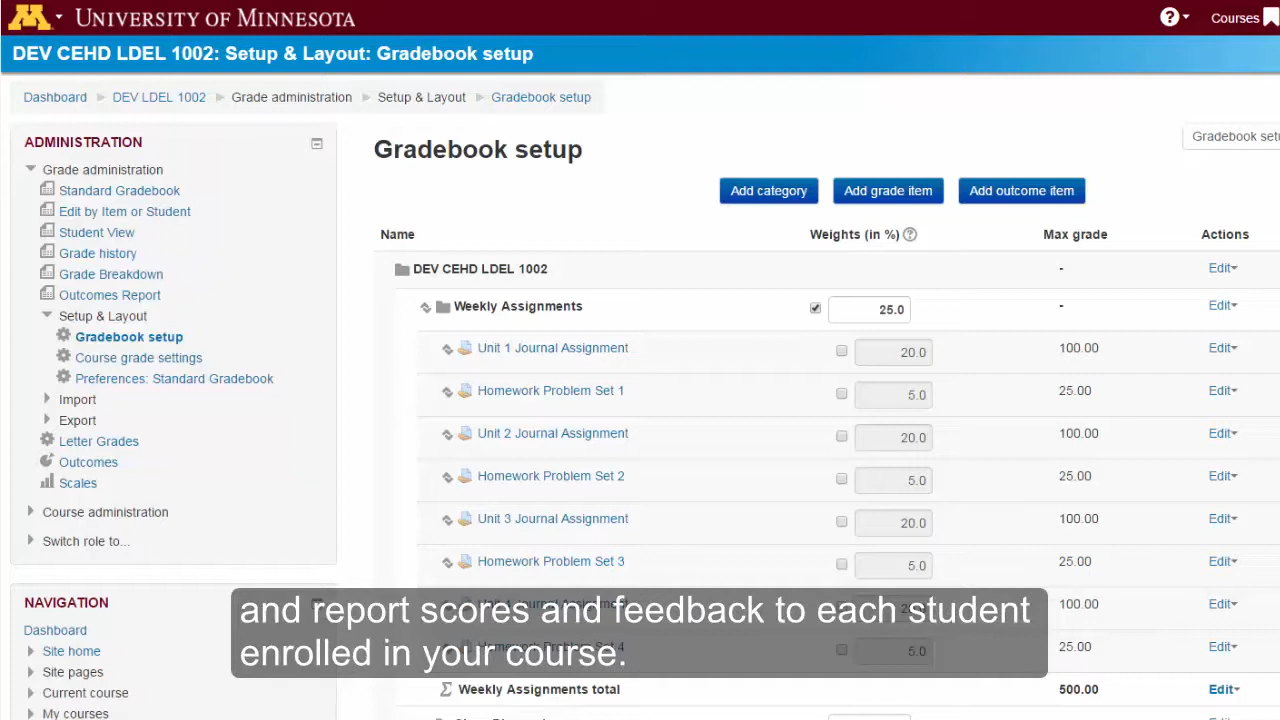 M UNIVERSITY OF MINNESOTA ? Courses
DEV CEHD LDEL 1002: Setup & Layout: Gradebook setup
Dashboard DEV LDEL 1002 Grade administration Setup & Layout Gradebook setup
ADMINISTRATION
Grade administration
Standard Gradebook
Edit by Item or Student
Student View
Grade history
Grade Breakdown
Outcomes Report
Setup & Layout
Gradebook setup
Course grade settings
Preferences: Standard Gradebook
Import
Export
Letter Grades
Outcomes
Scales
Course administration
Switch role to...
NAVIGATION
Dashboard
Site home
Site pages
Current course
My courses
Gradebook setup
Gradebook
Add category Add grade item Add outcome item
Name Weights (in %) ? Max grade Actions
DEV CEHD LDEL 1002 - Edit
Weekly Assignments 25.0 - Edit
Unit 1 Journal Assignment 20.0 100.00 Edit
Homework Problem Set 1 5.0 25.00 Edit
Unit 2 Journal Assignment 20.0 100.00 Edit
Homework Problem Set 2 5.0 25.00 Edit
Unit 3 Journal Assignment 20.0 100.00 Edit
Homework Problem Set 3 5.0 25.00 Edit
100.00 Edit
5.0 25.00 Edit
Weekly Assignments total 500.00 Edit
and report scores and feedback to each student
enrolled in your course.